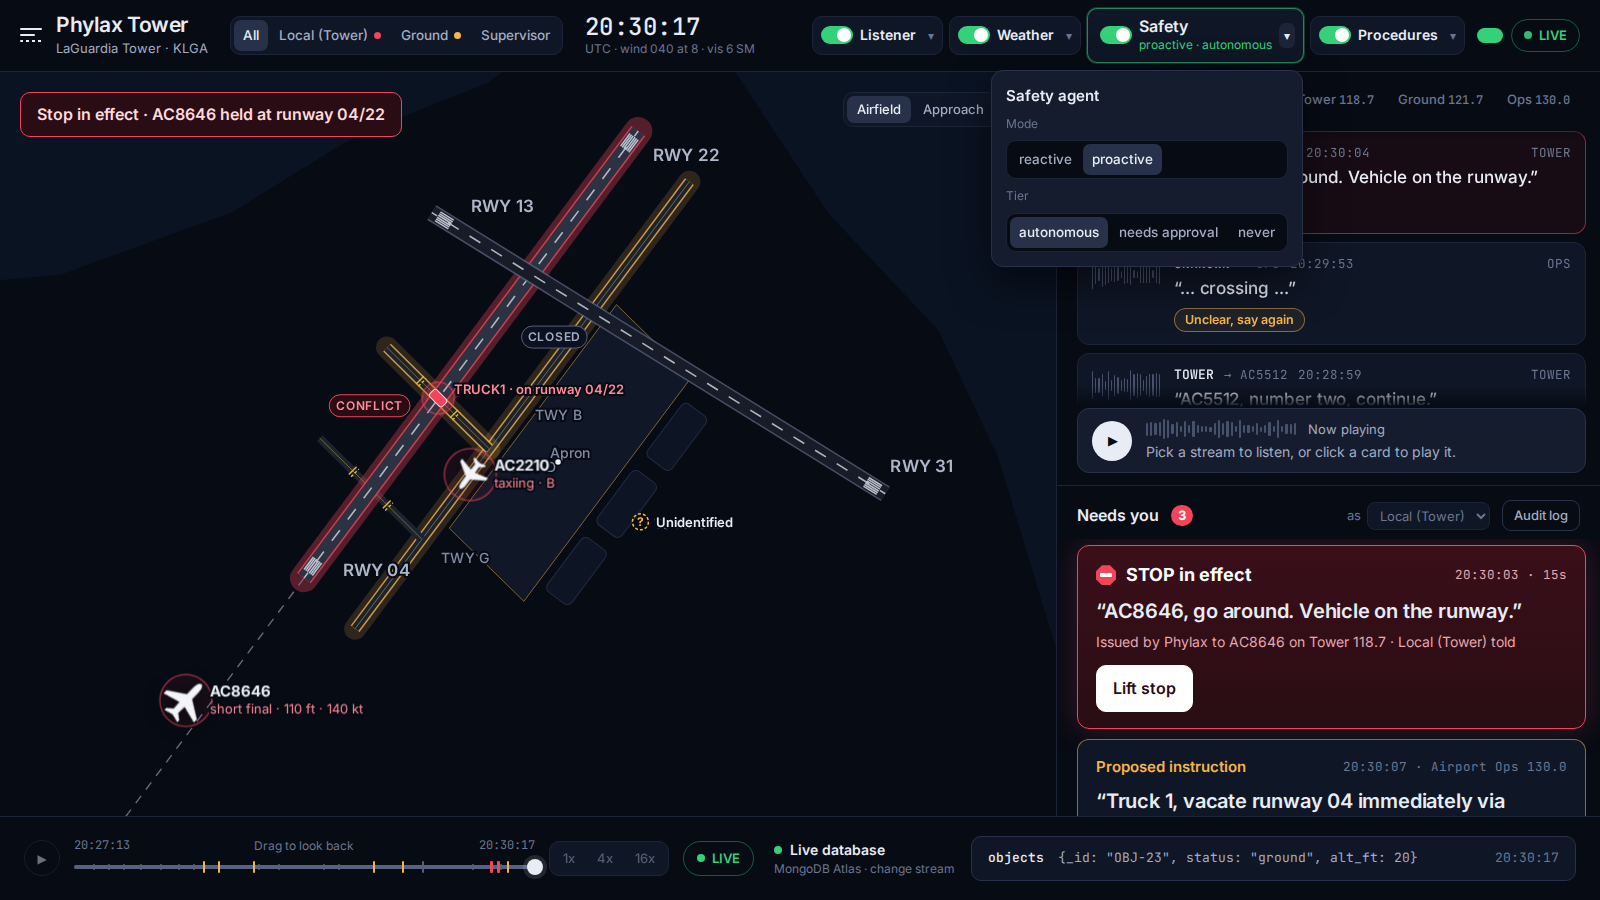 Phylax Tower
LaGuardia Tower · KLGA
All
Local (Tower)
Ground
Supervisor
20:30:17
UTC · wind 040 at 8 · vis 6 SM
Listener
Weather
Safety
proactive · autonomous
Procedures
LIVE
Stop in effect · AC8646 held at runway 04/22
Airfield
Approach
Safety agent
Mode
reactive
proactive
Tier
autonomous
needs approval
never
Tower 118.7
Ground 121.7
Ops 130.0
20:30:04
TOWER
ound. Vehicle on the runway.”
20:29:53
OPS
“... crossing ...”
Unclear, say again
TOWER → AC5512 20:28:59
TOWER
“AC5512, number two, continue.”
Now playing
Pick a stream to listen, or click a card to play it.
RWY 22
RWY 13
CLOSED
TRUCK1 · on runway 04/22
CONFLICT
TWY B
Apron
AC2210
taxiing · B
RWY 31
? Unidentified
TWY G
RWY 04
AC8646
short final · 110 ft · 140 kt
Needs you 3
as
Local (Tower)
Audit log
STOP in effect
20:30:03 · 15s
“AC8646, go around. Vehicle on the runway.”
Issued by Phylax to AC8646 on Tower 118.7 · Local (Tower) told
Lift stop
Proposed instruction
20:30:07 · Airport Ops 130.0
“Truck 1, vacate runway 04 immediately via
20:27:13
Drag to look back
20:30:17
1x
4x
16x
LIVE
Live database
MongoDB Atlas · change stream
objects {_id: "OBJ-23", status: "ground", alt_ft: 20}
20:30:17